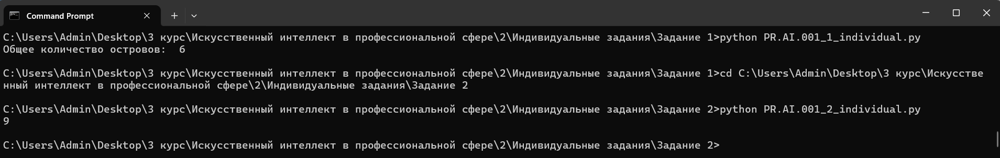 Command Prompt
C:\Users\Admin\Desktop\3 курс\Искусственный интеллект в профессиональной сфере\2\Индивидуальные задания\Задание 1>python PR.AI.001_1_individual.py
Общее количество островов:  6
C:\Users\Admin\Desktop\3 курс\Искусственный интеллект в профессиональной сфере\2\Индивидуальные задания\Задание 1>cd C:\Users\Admin\Desktop\3 курс\Искусстве
нный интеллект в профессиональной сфере\2\Индивидуальные задания\Задание 2
C:\Users\Admin\Desktop\3 курс\Искусственный интеллект в профессиональной сфере\2\Индивидуальные задания\Задание 2>python PR.AI.001_2_individual.py
9
C:\Users\Admin\Desktop\3 курс\Искусственный интеллект в профессиональной сфере\2\Индивидуальные задания\Задание 2>